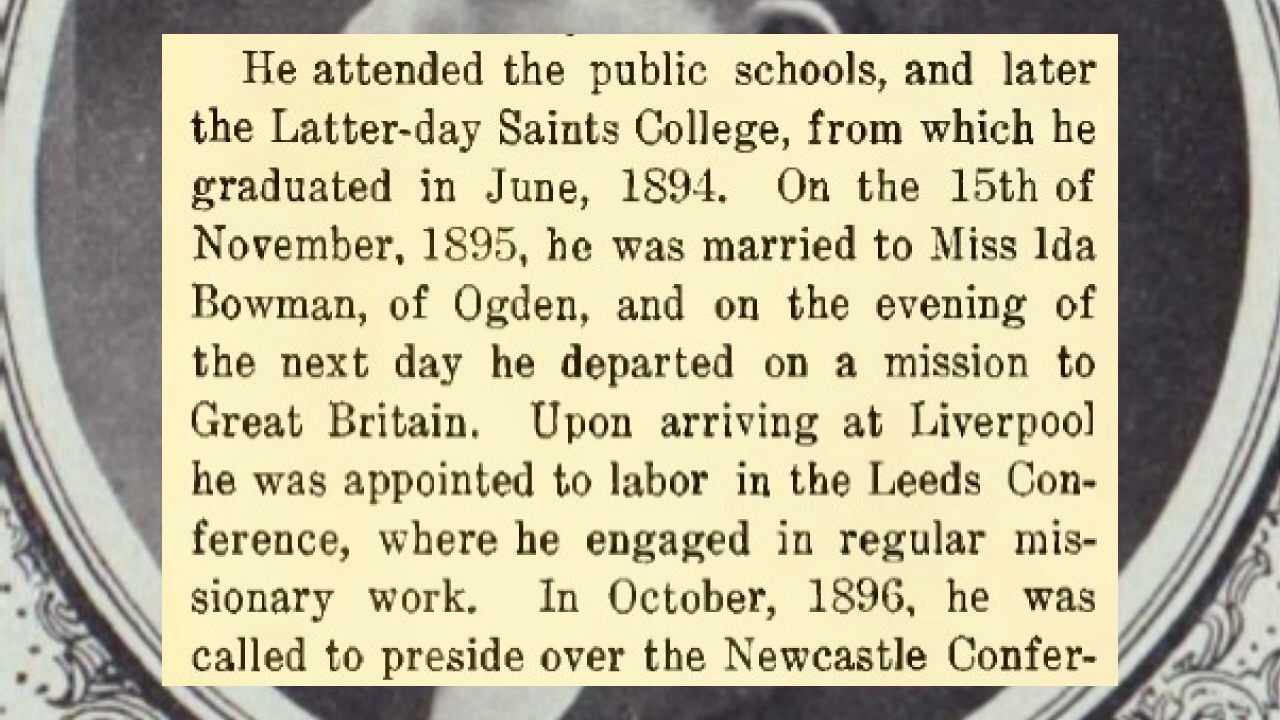 He attended the public schools, and later
the Latter-day Saints College, from which he
graduated in June, 1894. On the 15th of
November, 1895, he was married to Miss Ida
Bowman, of Ogden, and on the evening of
the next day he departed on a mission to
Great Britain. Upon arriving at Liverpool
he was appointed to labor in the Leeds Con-
ference, where he engaged in regular mis-
sionary work. In October, 1896, he was
called to preside over the Newcastle Confer-